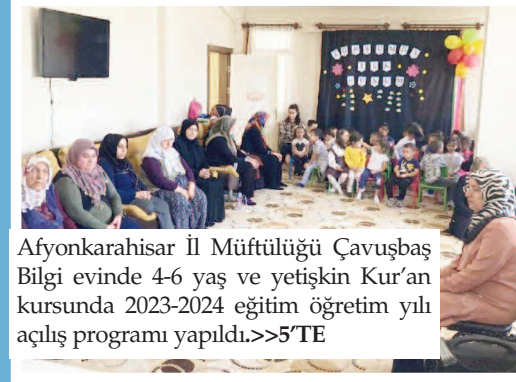 Afyonkarahisar İl Müftülüğü Çavuşbaş
Bilgi evinde 4-6 yaş ve yetişkin Kur’an
kursunda 2023-2024 eğitim öğretim yılı
açılış programı yapıldı.>>5’TE